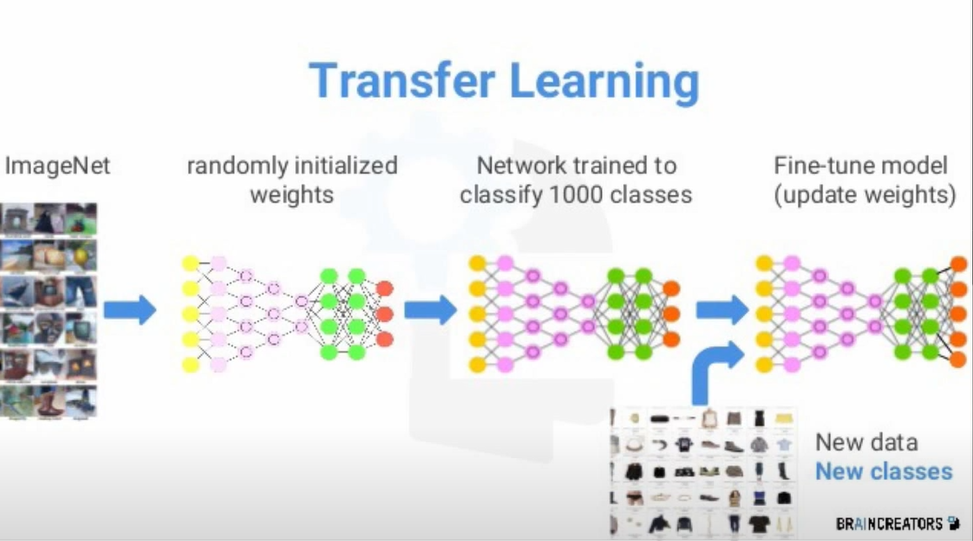 Transfer Learning
ImageNet
randomly initialized
weights
Network trained to
classify 1000 classes
Fine-tune model
(update weights)
New data
New classes
BRAINCREATORS